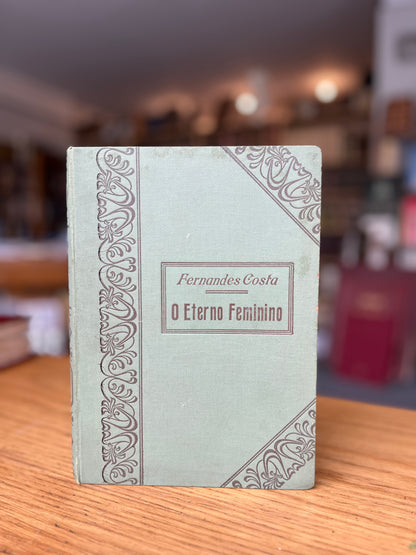 Fernandes Costa
O Eterno Feminino